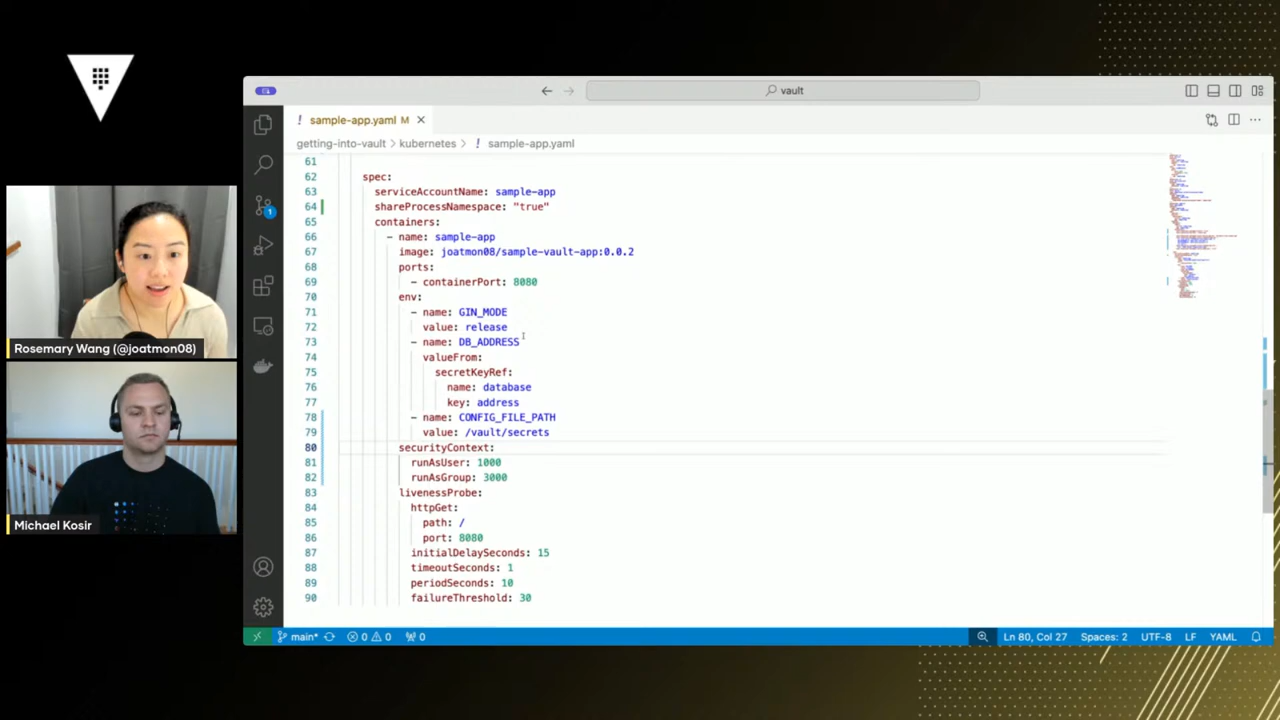 vault
sample-app.yaml M
getting-into-vault > kubernetes > ! sample-app.yaml
61
62 spec:
63 serviceAccountName: sample-app
64 shareProcessNamespace: "true"
65 containers:
66 - name: sample-app
67 image: joatmon08/sample-vault-app:0.0.2
68 ports:
69 - containerPort: 8080
70 env:
71 - name: GIN_MODE
72 value: release
73 - name: DB_ADDRESS
74 valueFrom:
75 secretKeyRef:
76 name: database
77 key: address
78 - name: CONFIG_FILE_PATH
79 value: /vault/secrets
80 securityContext:
81 runAsUser: 1000
82 runAsGroup: 3000
83 livenessProbe:
84 httpGet:
85 path: /
86 port: 8080
87 initialDelaySeconds: 15
88 timeoutSeconds: 1
89 periodSeconds: 10
90 failureThreshold: 30
1
Rosemary Wang (@joatmon08)
Michael Kosir
main* 0 0 0 Ln 80, Col 27 Spaces: 2 UTF-8 LF YAML